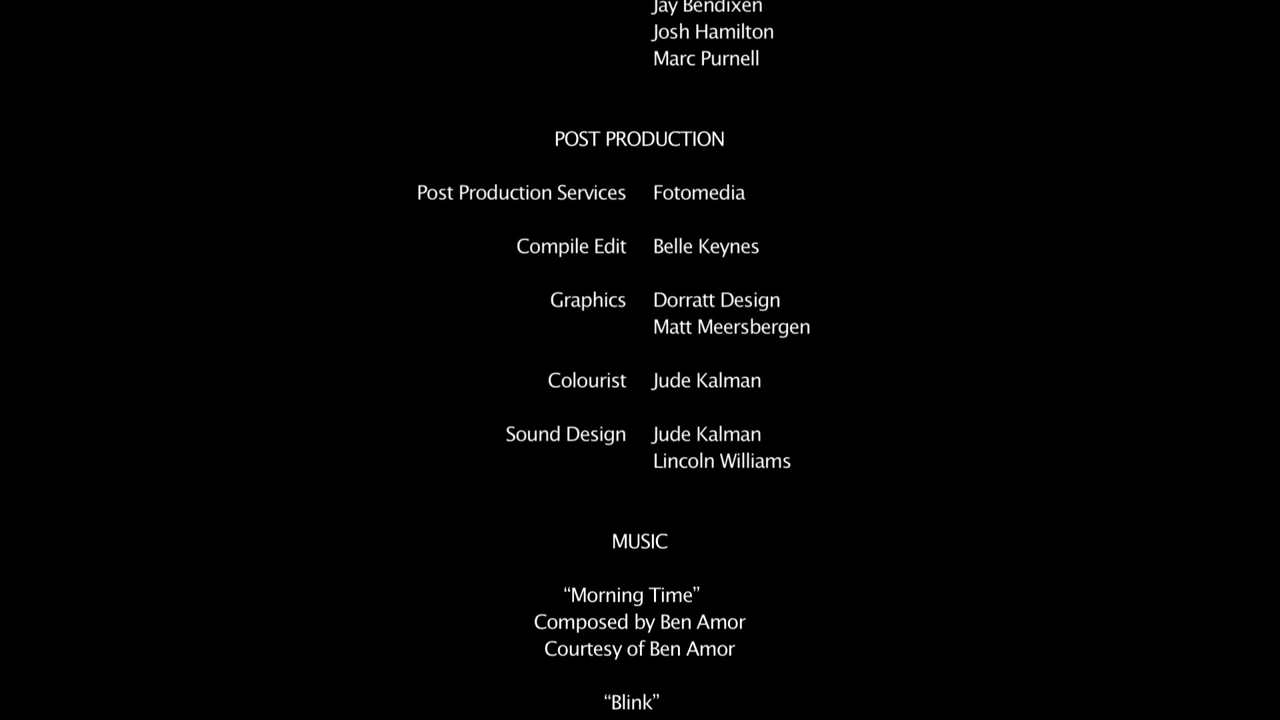 Jay Bendixen
Josh Hamilton
Marc Purnell
POST PRODUCTION
Post Production Services Fotomedia
Compile Edit Belle Keynes
Graphics Dorratt Design
Matt Meersbergen
Colourist Jude Kalman
Sound Design Jude Kalman
Lincoln Williams
MUSIC
“Morning Time”
Composed by Ben Amor
Courtesy of Ben Amor
“Blink”